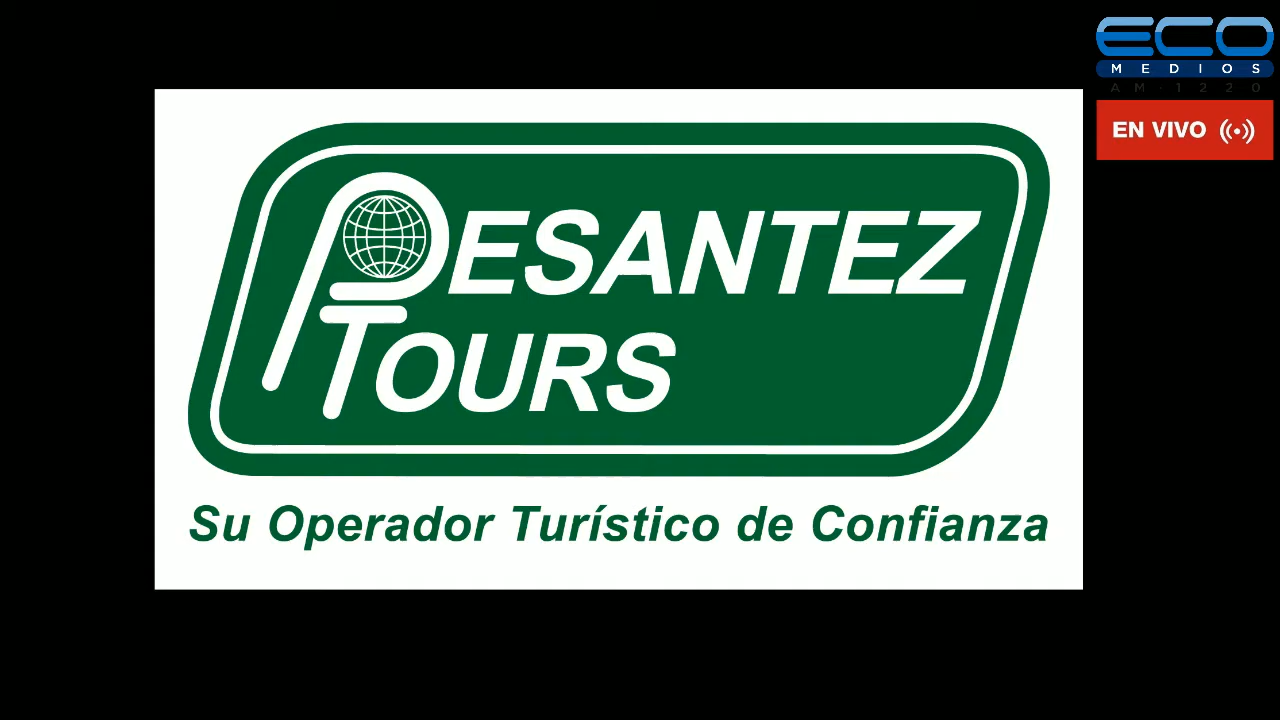 ECO
MEDIOS
AM·1220
EN VIVO
PESANTEZ
TOURS
Su Operador Turístico de Confianza